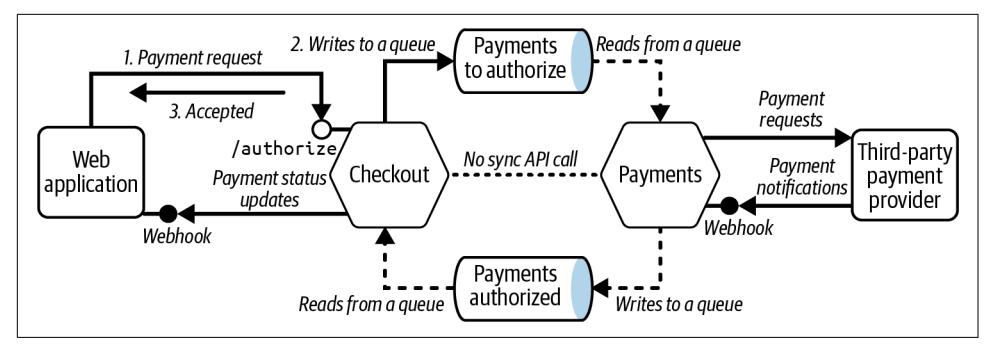 1. Payment request
3. Accepted
/authorize
2. Writes to a queue
Payments
to authorize
Reads from a queue
Web
application
Checkout
No sync API call
Payments
Payment
requests
Third-party
payment
provider
Payment status
updates
Webhook
Payment
notifications
Webhook
Reads from a queue
Payments
authorized
Writes to a queue